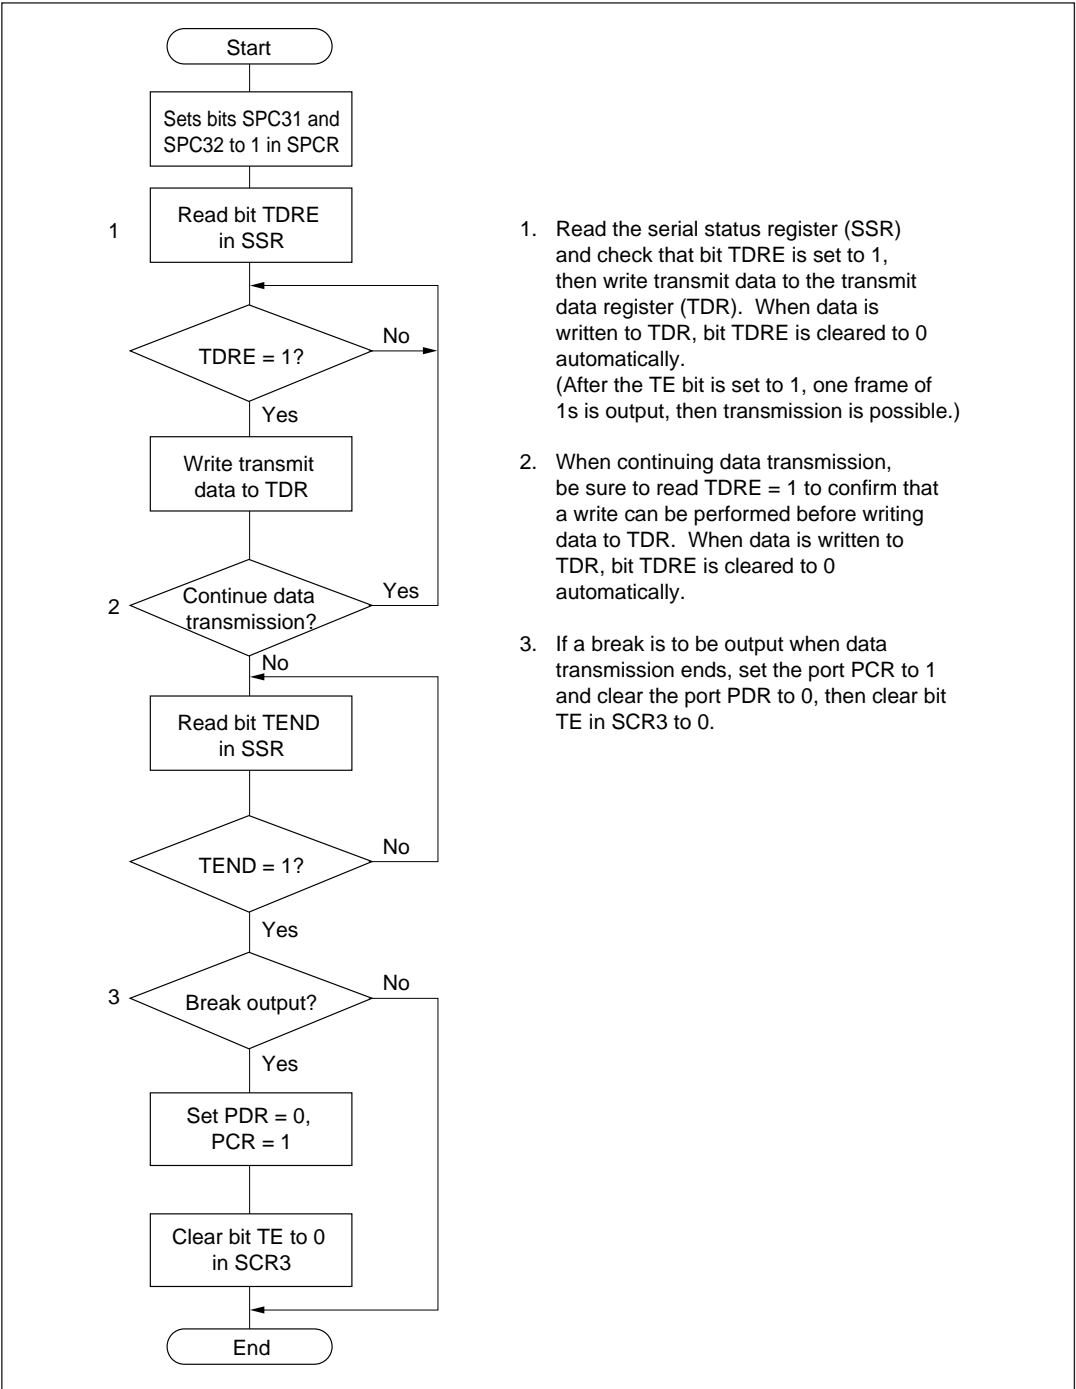 Start
Sets bits SPC31 and
SPC32 to 1 in SPCR
1
Read bit TDRE
in SSR
TDRE = 1?
No
Yes
Write transmit
data to TDR
2
Continue data
transmission?
Yes
No
Read bit TEND
in SSR
TEND = 1?
No
Yes
3
Break output?
No
Yes
Set PDR = 0,
PCR = 1
Clear bit TE to 0
in SCR3
End
1. Read the serial status register (SSR)
and check that bit TDRE is set to 1,
then write transmit data to the transmit
data register (TDR). When data is
written to TDR, bit TDRE is cleared to 0
automatically.
(After the TE bit is set to 1, one frame of
1s is output, then transmission is possible.)
2. When continuing data transmission,
be sure to read TDRE = 1 to confirm that
a write can be performed before writing
data to TDR. When data is written to
TDR, bit TDRE is cleared to 0
automatically.
3. If a break is to be output when data
transmission ends, set the port PCR to 1
and clear the port PDR to 0, then clear bit
TE in SCR3 to 0.